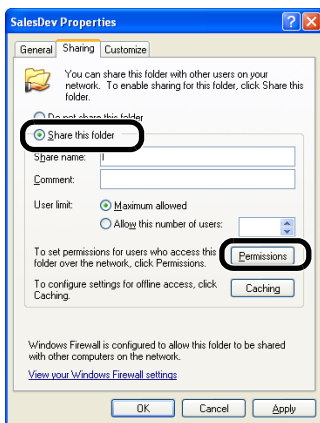 SalesDev Properties
General Sharing Customize
You can share this folder with other users on your
network. To enable sharing for this folder, click Share this
folder.
Do not share this folder
Share this folder
Share name:
Comment:
User limit: Maximum allowed
Allow this number of users:
To set permissions for users who access this
folder over the network, click Permissions.
Permissions
To configure settings for offline access, click
Caching.
Caching
Windows Firewall is configured to allow this folder to be shared
with other computers on the network.
View your Windows Firewall settings
OK Cancel Apply